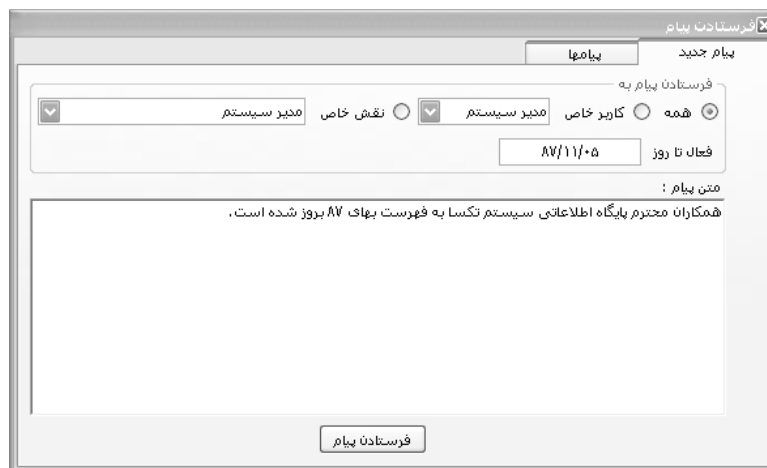 فرستادن پیام
پیام جدید پیامها
فرستادن پیام به
همه کاربر خاص مدیر سیستم نقش خاص مدیر سیستم
فعال تا روز ۸۷/۱۱/۰۵
متن پیام :
همکاران محترم پایگاه اطلاعاتی سیستم تکسا به فهرست بهای ۸۷ بروز شده است.
فرستادن پیام